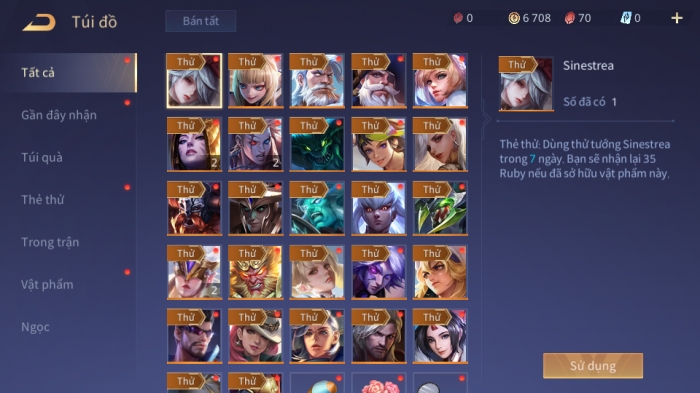 Túi đồ
Bán tất
0
6 708
70
0
Tất cả
Gần đây nhận
Túi quà
Thẻ thử
Trong trận
Vật phẩm
Ngọc
Thử Thử Thử Thử Thử
Thử Thử Thử Thử Thử
2 2
Thử Thử Thử Thử Thử
Thử Thử Thử Thử Thử
2
Thử Thử Thử Thử Thử
Thử Thử
Thử
Sinestrea
Số đã có 1
Thẻ thử: Dùng thử tướng Sinestrea
trong 7 ngày. Bạn sẽ nhận lại 35
Ruby nếu đã sở hữu vật phẩm này.
Sử dụng